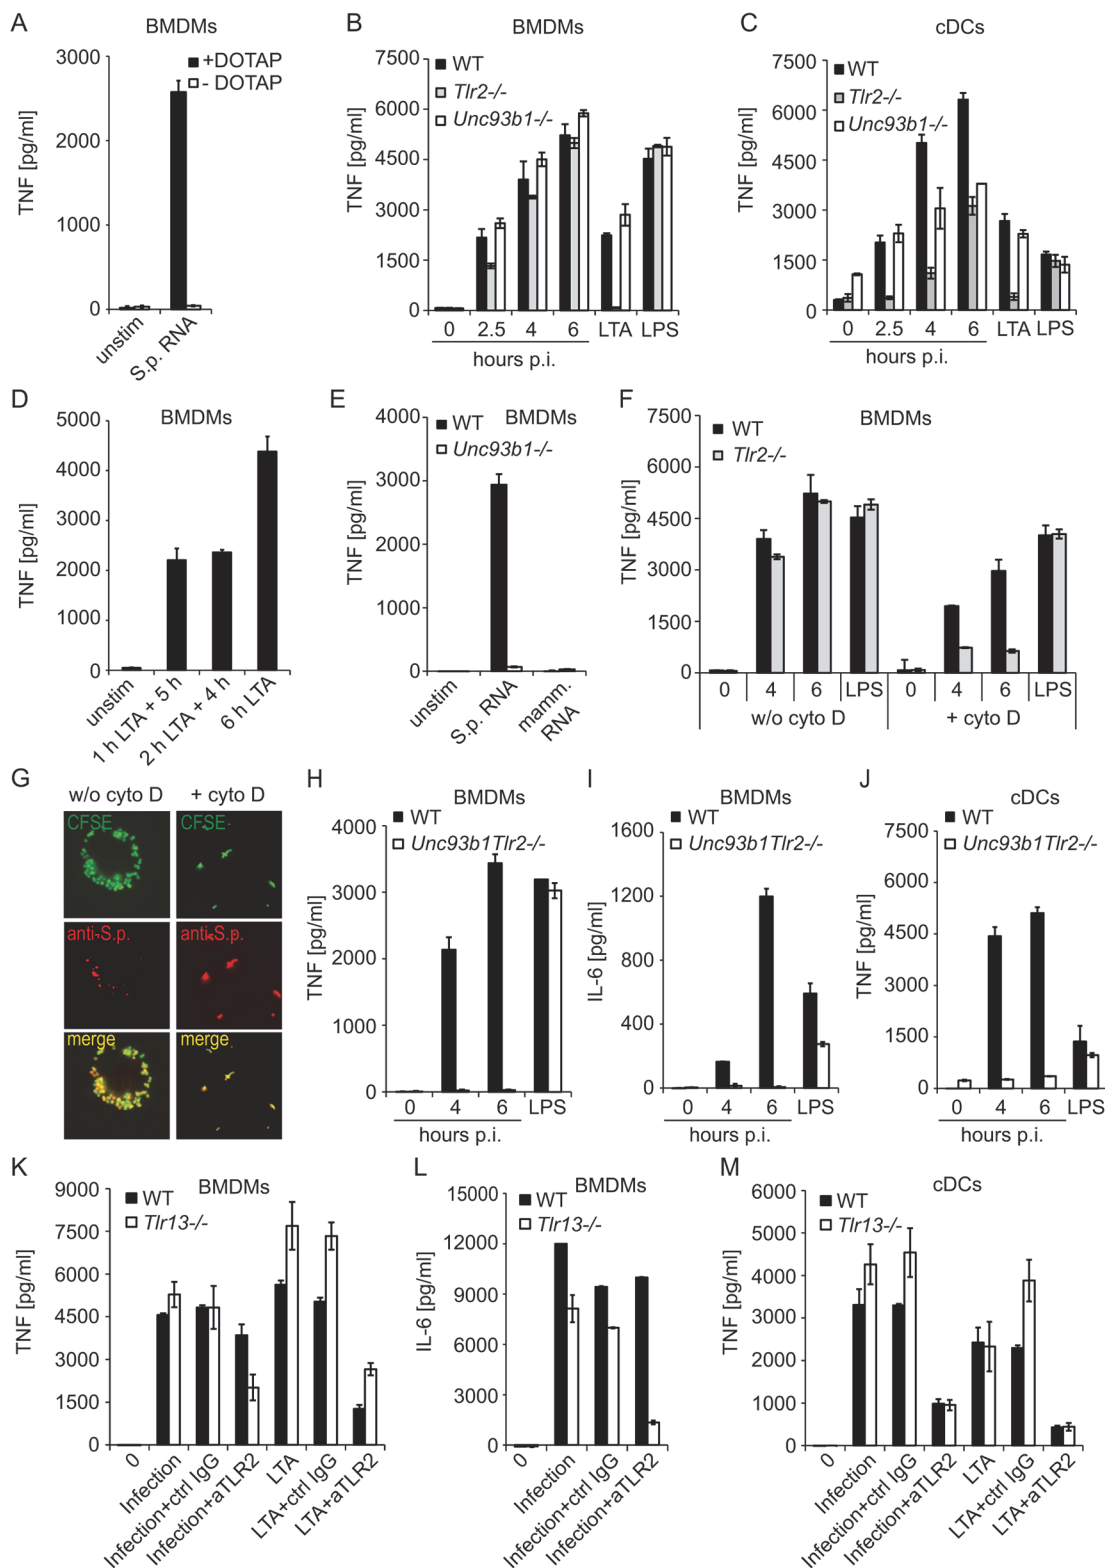 A
BMDMs
TNF [pg/ml]
3000
2000
1000
0
+DOTAP
- DOTAP
unstim
S.p. RNA
B
BMDMs
TNF [pg/ml]
7500
6000
4500
3000
1500
0
WT
Tlr2-/-
Unc93b1-/-
0 2.5 4 6 LTA LPS
hours p.i.
C
cDCs
TNF [pg/ml]
7500
6000
4500
3000
1500
0
WT
Tlr2-/-
Unc93b1-/-
0 2.5 4 6 LTA LPS
hours p.i.
D
BMDMs
TNF [pg/ml]
5000
4000
3000
2000
1000
0
unstim
1 h LTA + 5 h
2 h LTA + 4 h
6 h LTA
E
BMDMs
TNF [pg/ml]
4000
3000
2000
1000
0
WT
Unc93b1-/-
unstim
S.p. RNA
mamm.
RNA
F
BMDMs
TNF [pg/ml]
7500
6000
4500
3000
1500
0
WT
Tlr2-/-
0 4 6 LPS 0 4 6 LPS
w/o cyto D + cyto D
G
w/o cyto D + cyto D
CFSE CFSE
anti-S.p. anti-S.p.
merge merge
H
BMDMs
TNF [pg/ml]
4000
3000
2000
1000
0
WT
Unc93b1Tlr2-/-
0 4 6 LPS
hours p.i.
I
BMDMs
IL-6 [pg/ml]
1600
1200
800
400
0
WT
Unc93b1Tlr2-/-
0 4 6 LPS
hours p.i.
J
cDCs
TNF [pg/ml]
7500
6000
4500
3000
1500
0
WT
Unc93b1Tlr2-/-
0 4 6 LPS
hours p.i.
K
BMDMs
TNF [pg/ml]
9000
7500
6000
4500
3000
1500
0
WT
Tlr13-/-
0
Infection
Infection+ctrl IgG
Infection+aTLR2
LTA
LTA+ctrl IgG
LTA+aTLR2
L
BMDMs
IL-6 [pg/ml]
15000
12000
9000
6000
3000
0
WT
Tlr13-/-
0
Infection
Infection+ctrl IgG
Infection+aTLR2
M
cDCs
TNF [pg/ml]
6000
5000
4000
3000
2000
1000
0
WT
Tlr13-/-
0
Infection
Infection+ctrl IgG
Infection+aTLR2
LTA
LTA+ctrl IgG
LTA+aTLR2